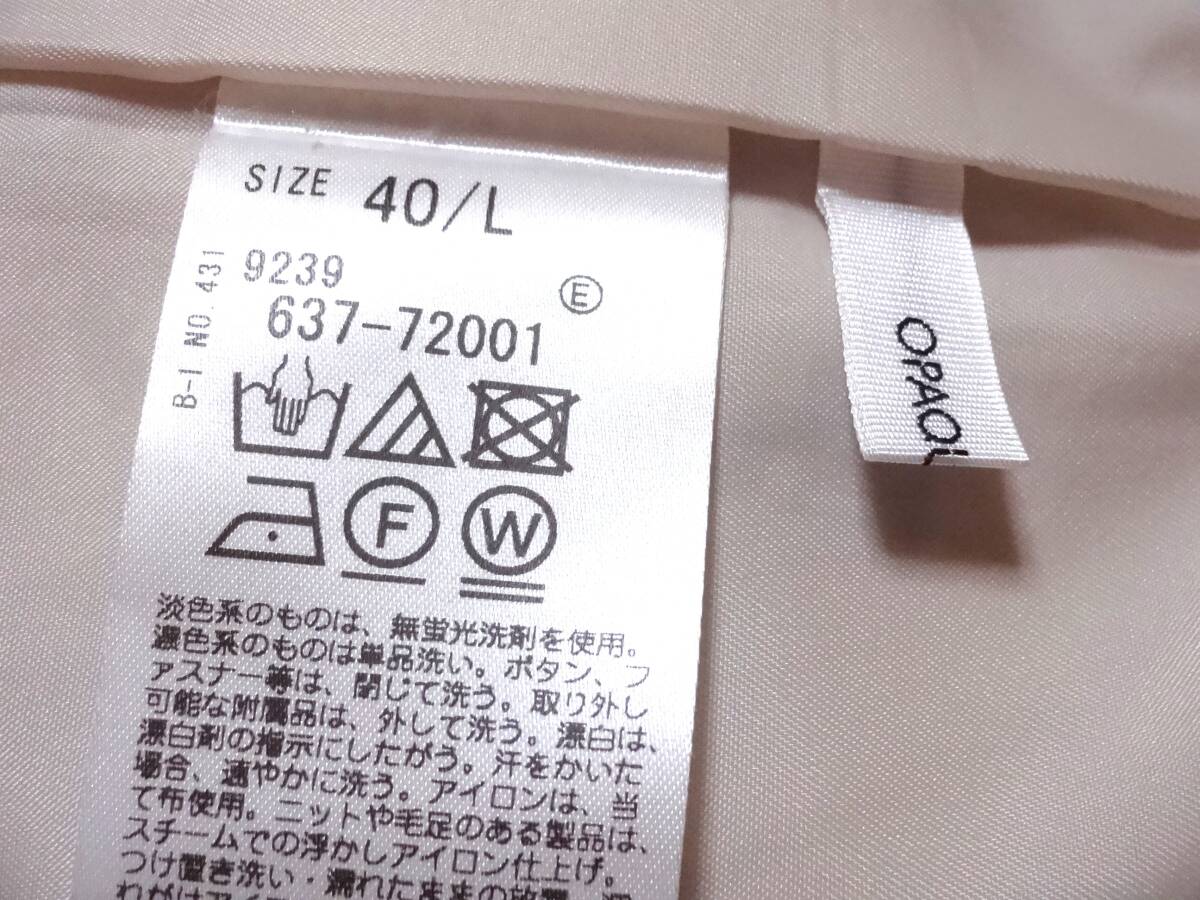 SIZE 40/L
B-I NO. 431
9239
E
637-72001
F
W
淡色系のものは、無蛍光洗剤を使用。
濃色系のものは単品洗い。ボタン、フ
ァスナー等は、閉じて洗う。取り外し
可能な附属品は、外して洗う。漂白は、
漂白剤の指示にしたがう。汗をかいた
場合、速やかに洗う。アイロンは、当
て布使用。ニットや毛足のある製品は、
スチームでの浮かしアイロン仕上げ。
つけ置き洗い・濡れたままの放置
OPAQU